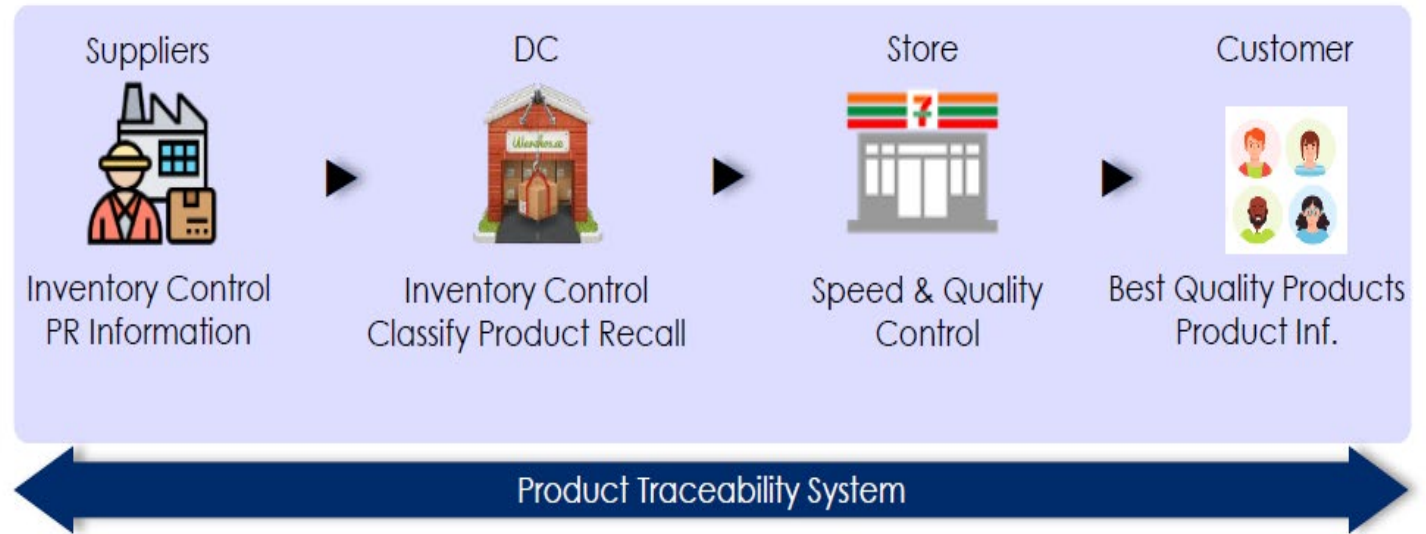 Suppliers
DC
Store
Customer
7
Inventory Control
PR Information
Inventory Control
Classify Product Recall
Speed & Quality
Control
Best Quality Products
Product Inf.
Product Traceability System